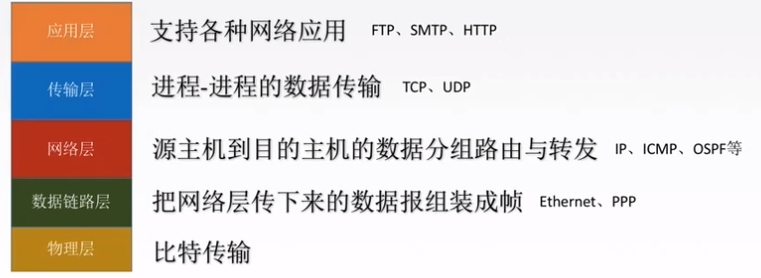 应用层 支持各种网络应用 FTP、SMTP、HTTP
传输层 进程-进程的数据传输 TCP、UDP
网络层 源主机到目的主机的数据分组路由与转发 IP、ICMP、OSPF等
数据链路层 把网络层传下来的数据报组装成帧 Ethernet、PPP
物理层 比特传输